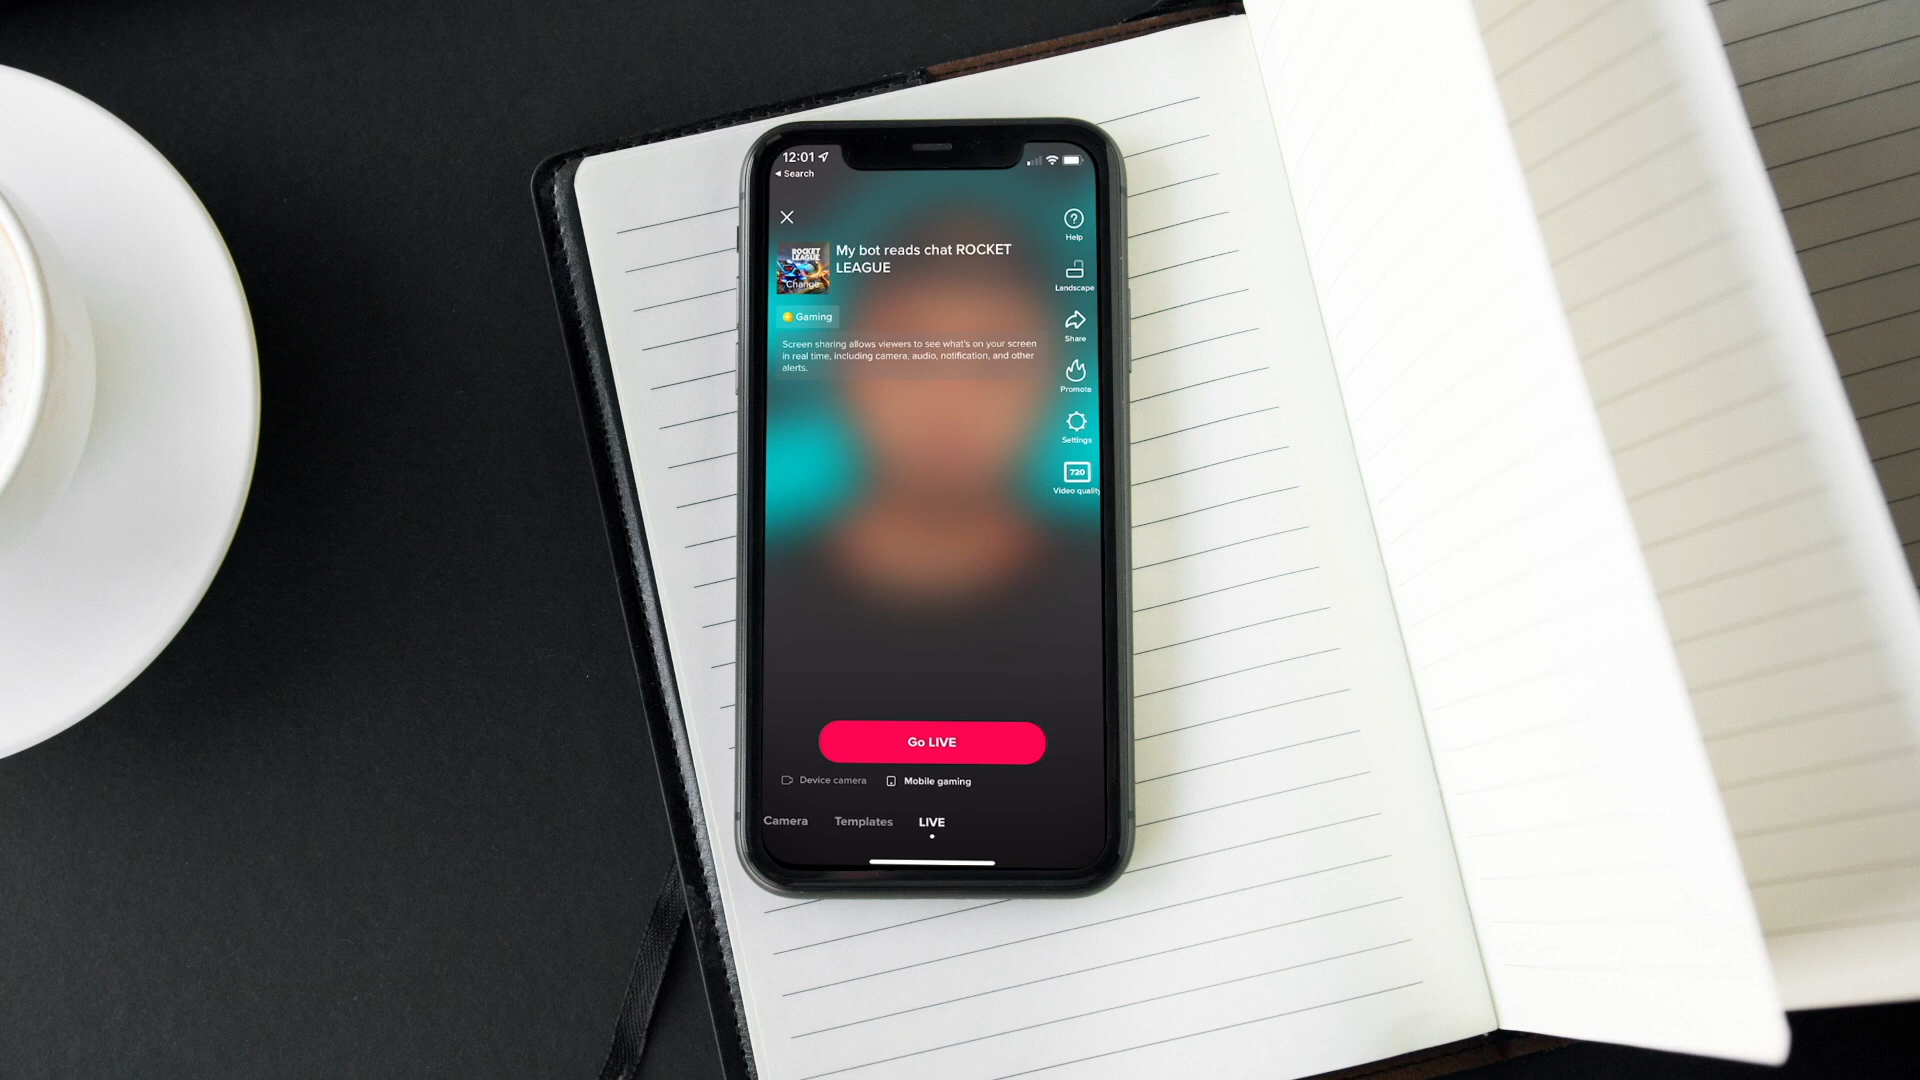 12:01
Search
Help
ROCKET
LEAGUE
Change
My bot reads chat ROCKET
LEAGUE
Landscape
Gaming
Share
Screen sharing allows viewers to see what's on your screen
in real time, including camera, audio, notification, and other
alerts.
Promote
Settings
720
Video quality
Go LIVE
Device camera
Mobile gaming
Camera
Templates
LIVE